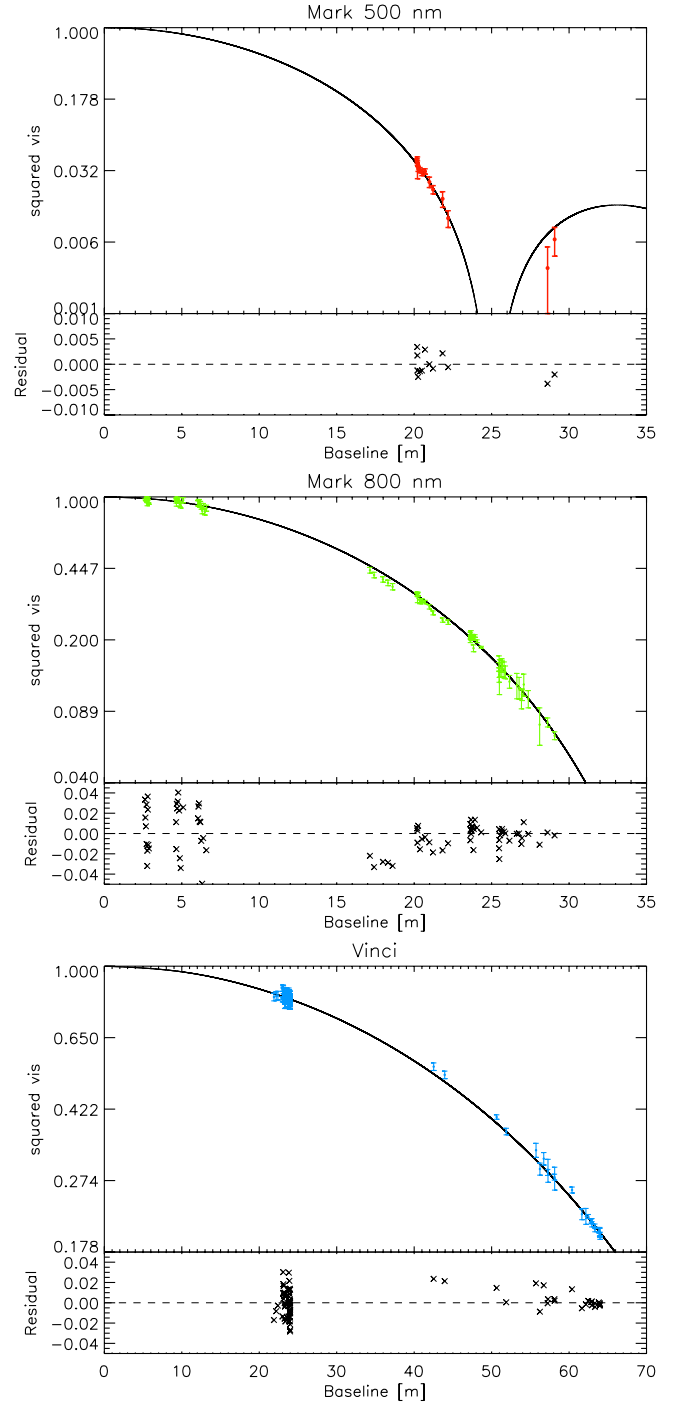 Mark 500 nm
1.000
0.178
0.032
0.006
0.001
squared vis
0.010
0.005
0.000
−0.005
−0.010
Residual
0 5 10 15 20 25 30 35
Baseline [m]
Mark 800 nm
1.000
0.447
0.200
0.089
0.040
squared vis
0.04
0.02
0.00
−0.02
−0.04
Residual
0 5 10 15 20 25 30 35
Baseline [m]
Vinci
1.000
0.650
0.422
0.274
0.178
squared vis
0.04
0.02
0.00
−0.02
−0.04
Residual
0 10 20 30 40 50 60 70
Baseline [m]